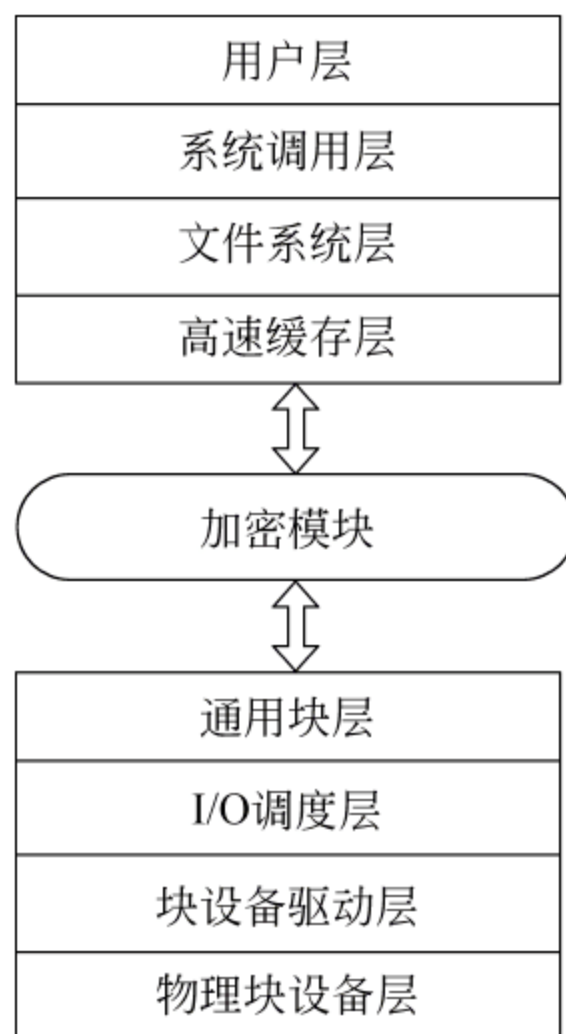 用户层
系统调用层
文件系统层
高速缓存层
加密模块
通用块层
I/O调度层
块设备驱动层
物理块设备层